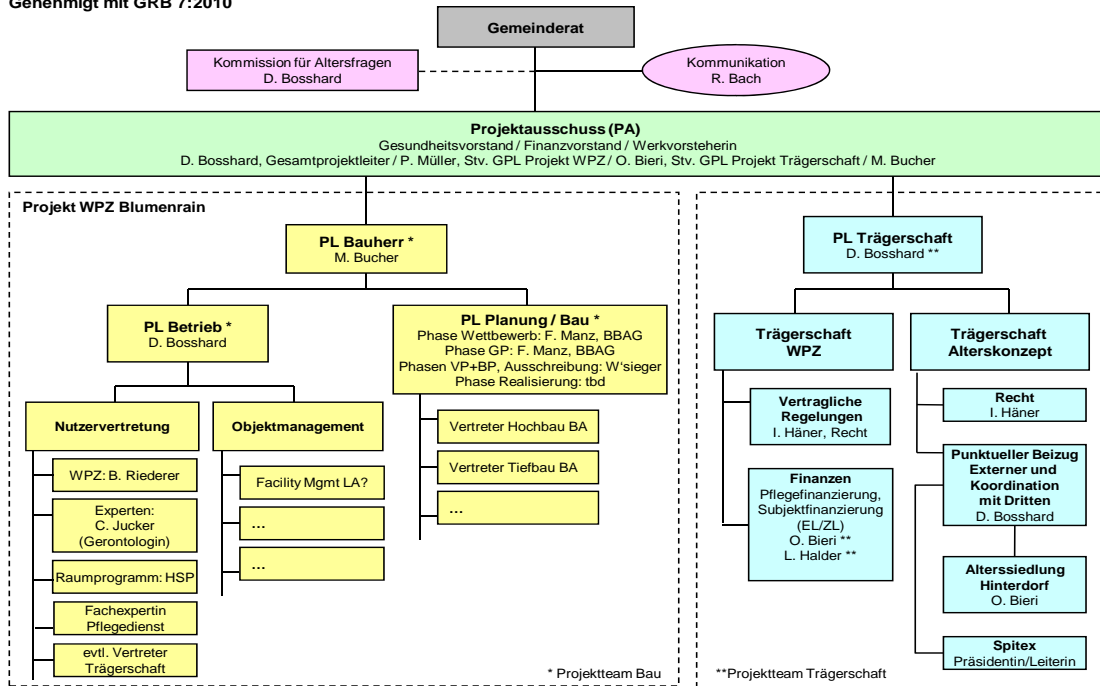 Genehmigt mit GRB 7:2010
Gemeinderat
Kommission für Altersfragen
D. Bosshard
Kommunikation
R. Bach
Projektausschuss (PA)
Gesundheitsvorstand / Finanzvorstand / Werkvorsteherin
D. Bosshard, Gesamtprojektleiter / P. Müller, Stv. GPL Projekt WPZ / O. Bieri, Stv. GPL Projekt Trägerschaft / M. Bucher
Projekt WPZ Blumenrain
PL Bauherr *
M. Bucher
PL Betrieb *
D. Bosshard
PL Planung / Bau *
Phase Wettbewerb: F. Manz, BBAG
Phase GP: F. Manz, BBAG
Phasen VP+BP, Ausschreibung: W'sieger
Phase Realisierung: tbd
Nutzervertretung
WPZ: B. Riederer
Experten:
C. Jucker
(Gerontologin)
Raumprogramm: HSP
Fachexpertin
Pflegedienst
evtl. Vertreter
Trägerschaft
Objektmanagement
Facility Mgmt LA?
...
...
Vertreter Hochbau BA
Vertreter Tiefbau BA
...
* Projektteam Bau
PL Trägerschaft
D. Bosshard **
Trägerschaft
WPZ
Vertragliche
Regelungen
I. Häner, Recht
Finanzen
Pflegefinanzierung,
Subjektfinanzierung
(EL/ZL)
O. Bieri **
L. Halder **
Trägerschaft
Alterskonzept
Recht
I. Häner
Punktueller Beizug
Externer und
Koordination
mit Dritten
D. Bosshard
Alterssiedlung
Hinterdorf
O. Bieri
Spitex
Präsidentin/Leiterin
**Projektteam Trägerschaft